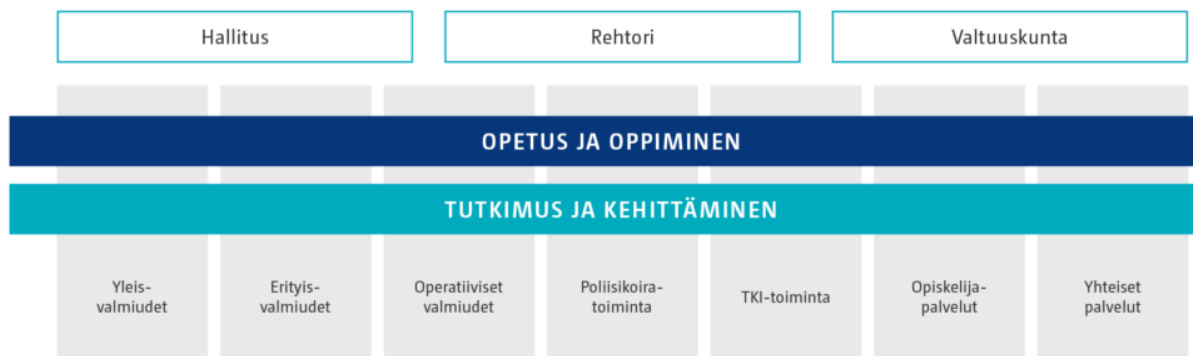 Hallitus
Rehtori
Valtuuskunta
OPETUS JA OPPIMINEN
TUTKIMUS JA KEHITTÄMINEN
Yleis-
valmiudet
Erityis-
valmiudet
Operatiiviset
valmiudet
Poliisikoira-
toiminta
TKI-toiminta
Opiskelija-
palvelut
Yhteiset
palvelut